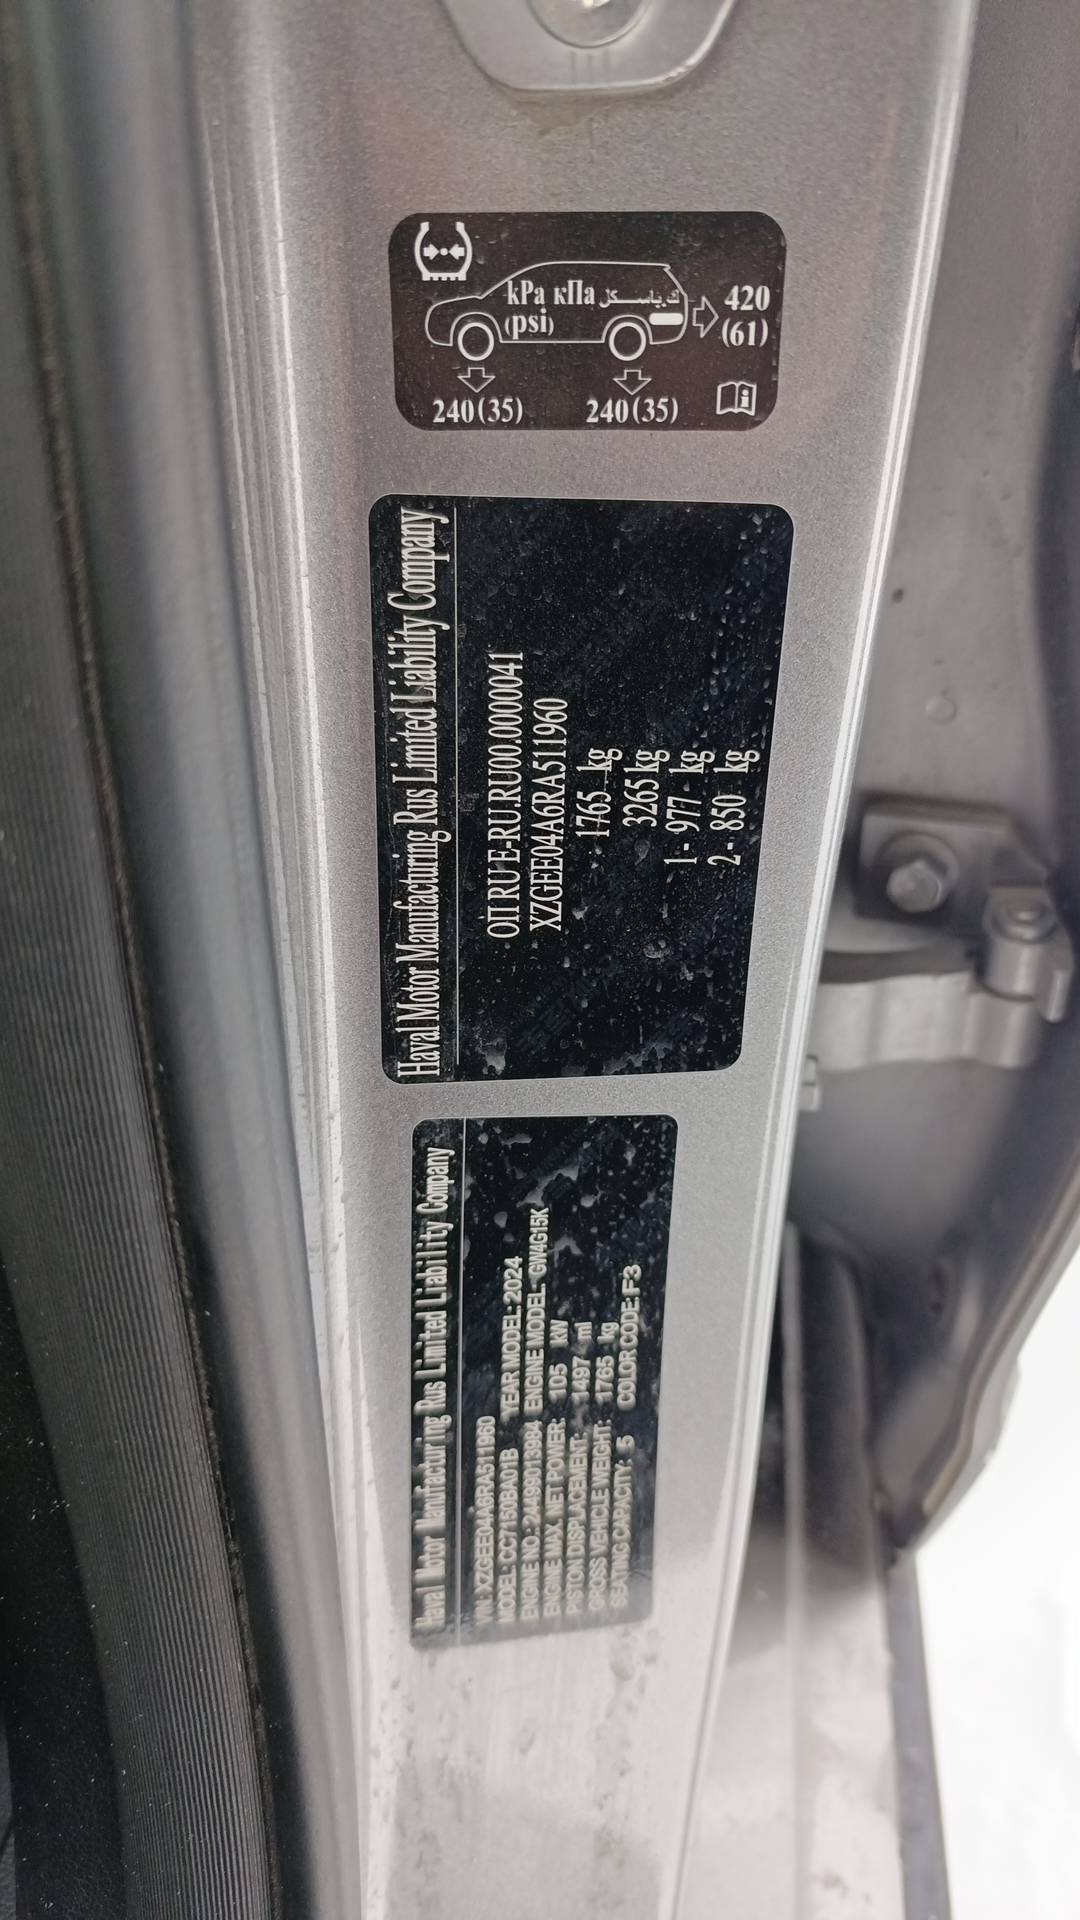 kPa кПа كيلوباسكال
(psi)
420
(61)
240(35)
240(35)
Haval Motor Manufacturing Rus Limited Liability Company
ОП RU E-RU.RU00.0000041
XZGEE04A6RA511960
1765 kg
3265 kg
1 - 977 kg
2 - 850 kg
Haval Motor Manufacturing Rus Limited Liability Company
VIN: XZGEE04A6RA511960
MODEL: CC7150BA01B YEAR MODEL: 2024
ENGINE NO.: 24499013984 ENGINE MODEL: GW4G15K
ENGINE MAX. NET POWER: 105 kW
PISTON DISPLACEMENT: 1497 ml
GROSS VEHICLE WEIGHT: 1765 kg
SEATING CAPACITY: 5 COLOR CODE: F3